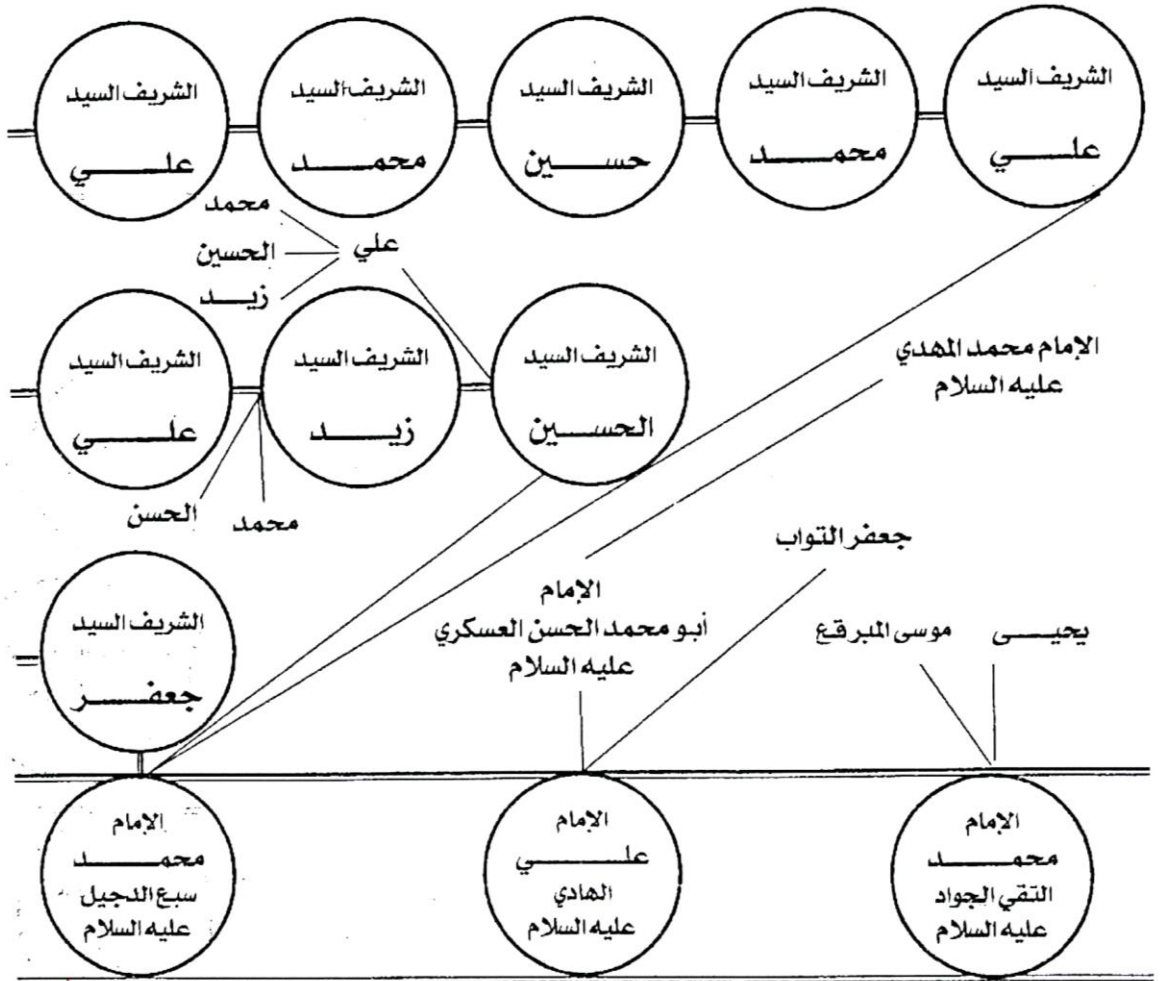 الشريف السيد
علي
الشريف السيد
محمد
الشريف السيد
حسين
الشريف السيد
محمد
الشريف السيد
علي
محمد
علي
الحسين
زيد
الشريف السيد
الحسين
الشريف السيد
زيد
الشريف السيد
علي
الإمام محمد المهدي
عليه السلام
محمد
الحسن
جعفر التواب
الإمام
أبو محمد الحسن العسكري
عليه السلام
يحيى
موسى المبرقع
الشريف السيد
جعفر
الإمام
محمد
التقي الجواد
عليه السلام
الإمام
علي
الهادي
عليه السلام
الإمام
محمد
سبع الدجيل
عليه السلام